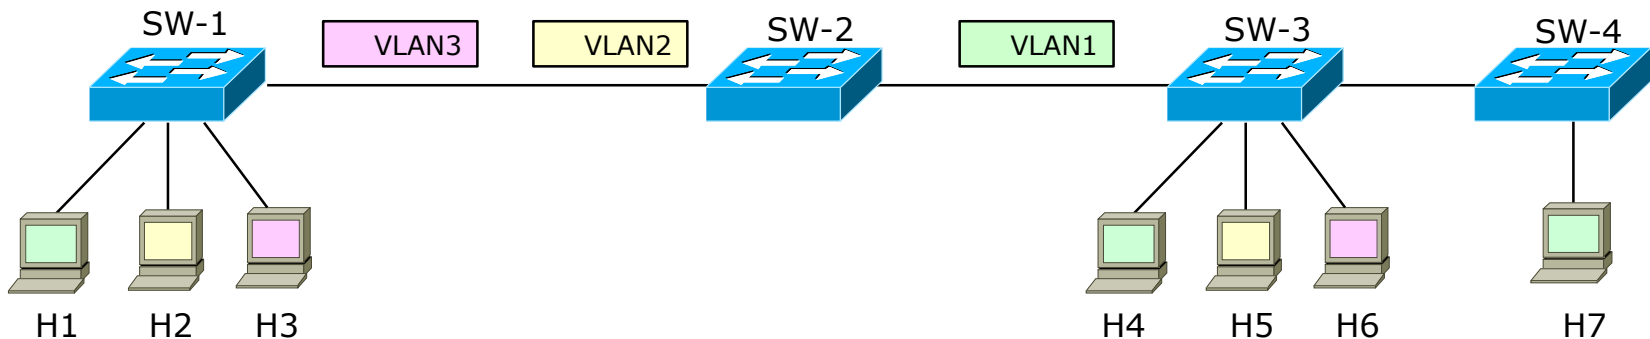 SW-1
VLAN3
VLAN2
SW-2
VLAN1
SW-3
SW-4
H1
H2
H3
H4
H5
H6
H7